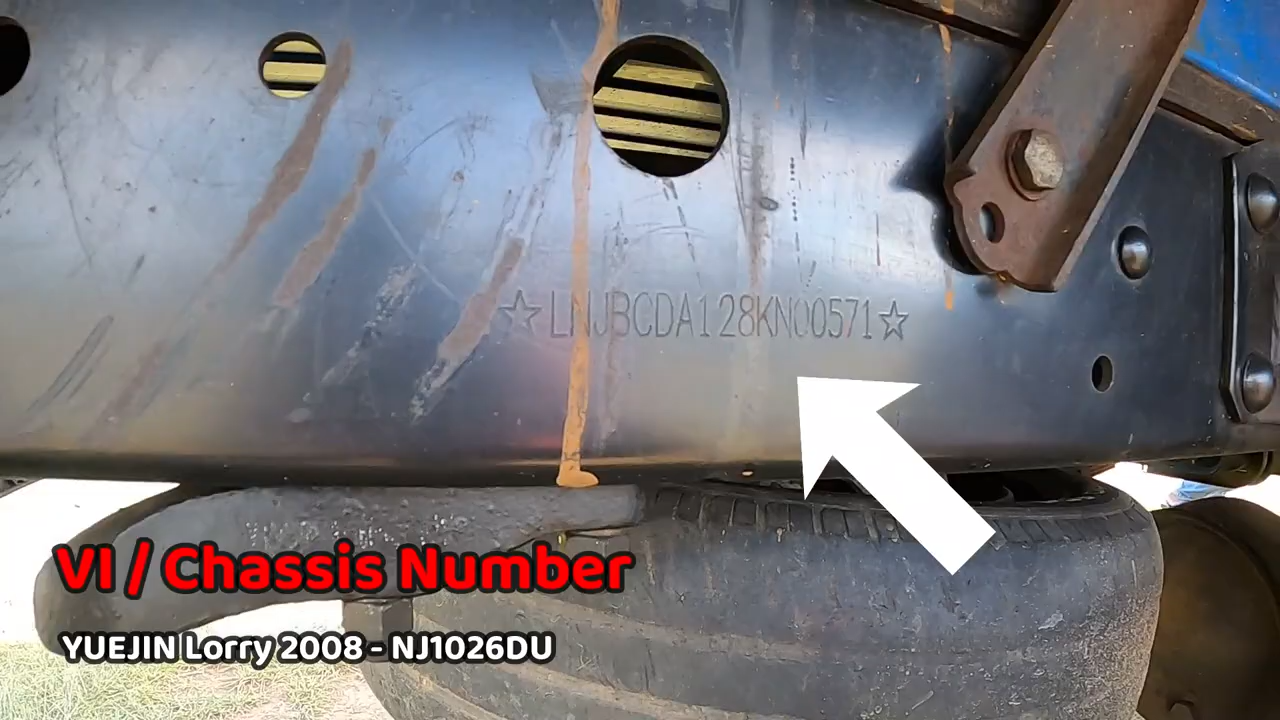 ☆LNJBCDA128KN00571☆
VI / Chassis Number
YUEJIN Lorry 2008 - NJ1026DU